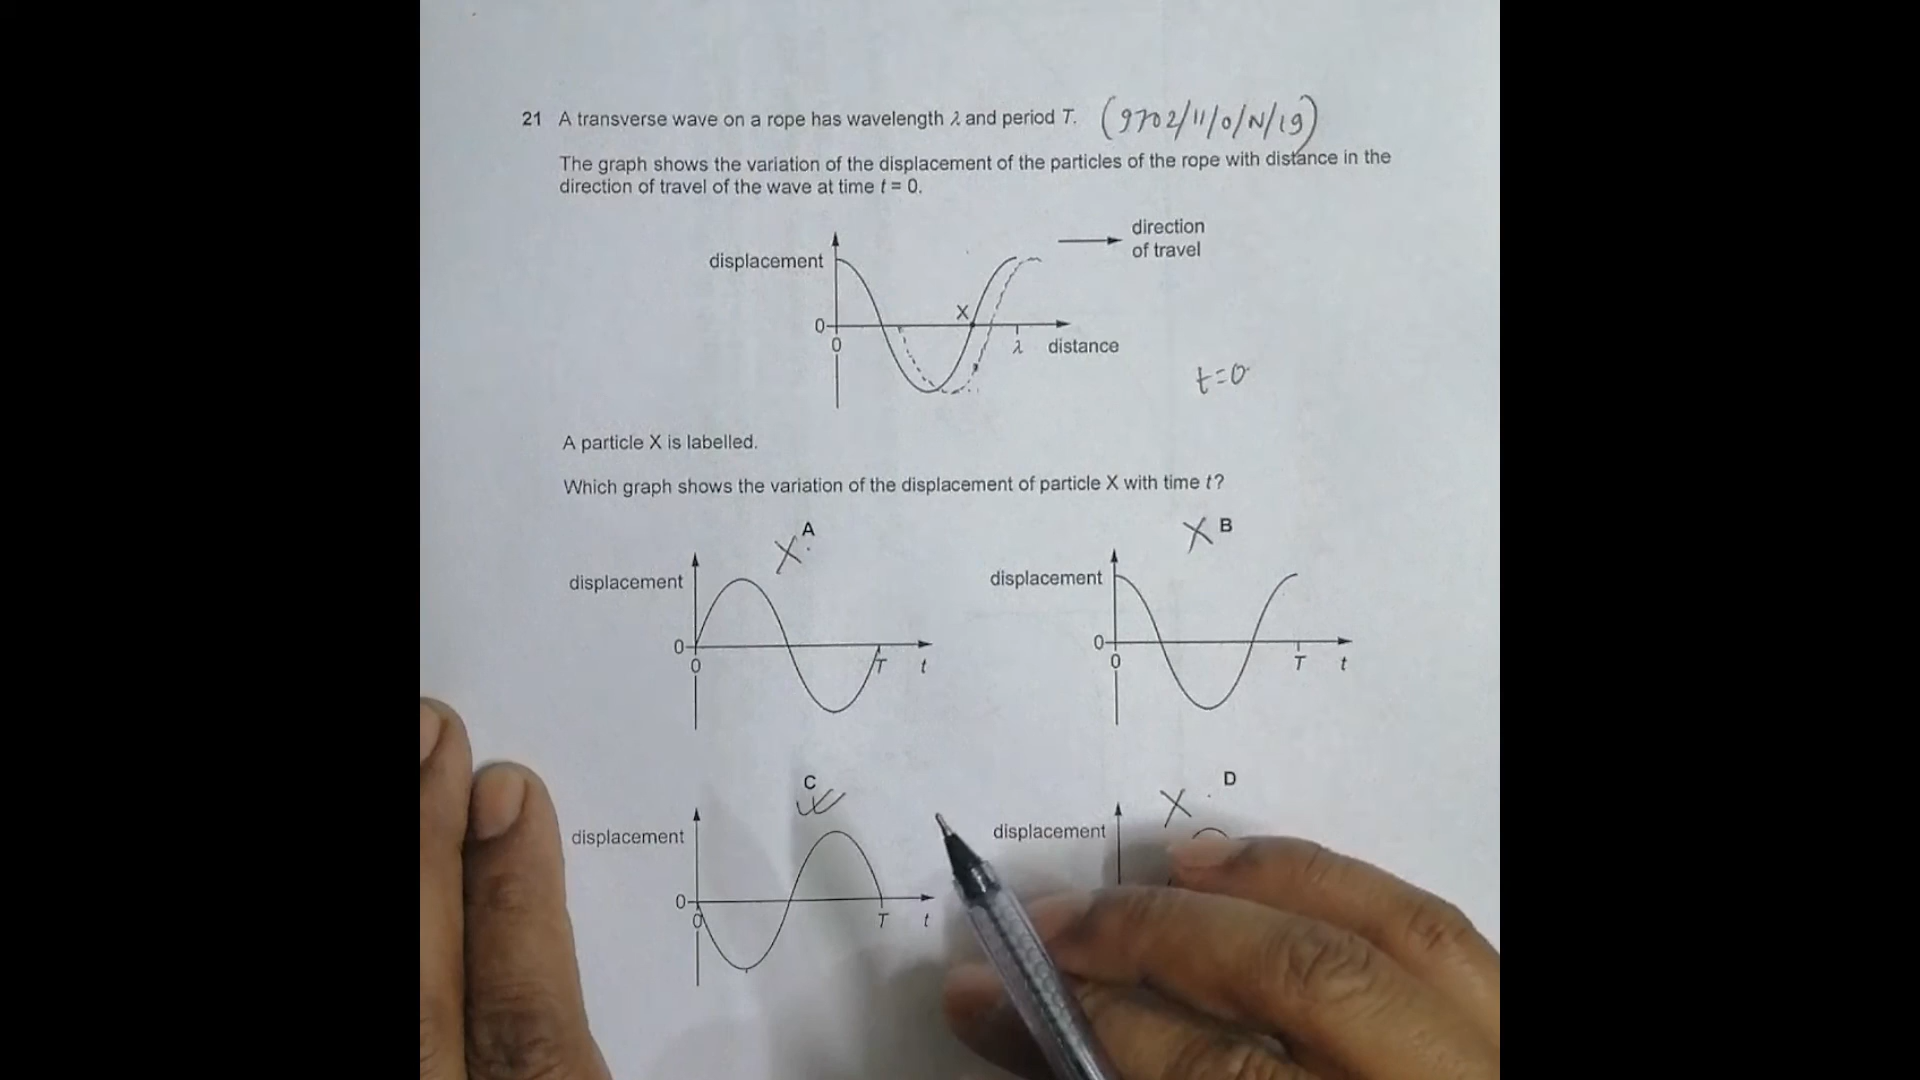 21 A transverse wave on a rope has wavelength λ and period T. (9702/11/O/N/19)
The graph shows the variation of the displacement of the particles of the rope with distance in the
direction of travel of the wave at time t = 0.
direction
of travel
displacement
X
0
0
λ
distance
t=0
A particle X is labelled.
Which graph shows the variation of the displacement of particle X with time t?
A
X
displacement
0
0
T
t
B
X
displacement
0
0
T
t
C
displacement
0
0
T
t
D
X
displacement